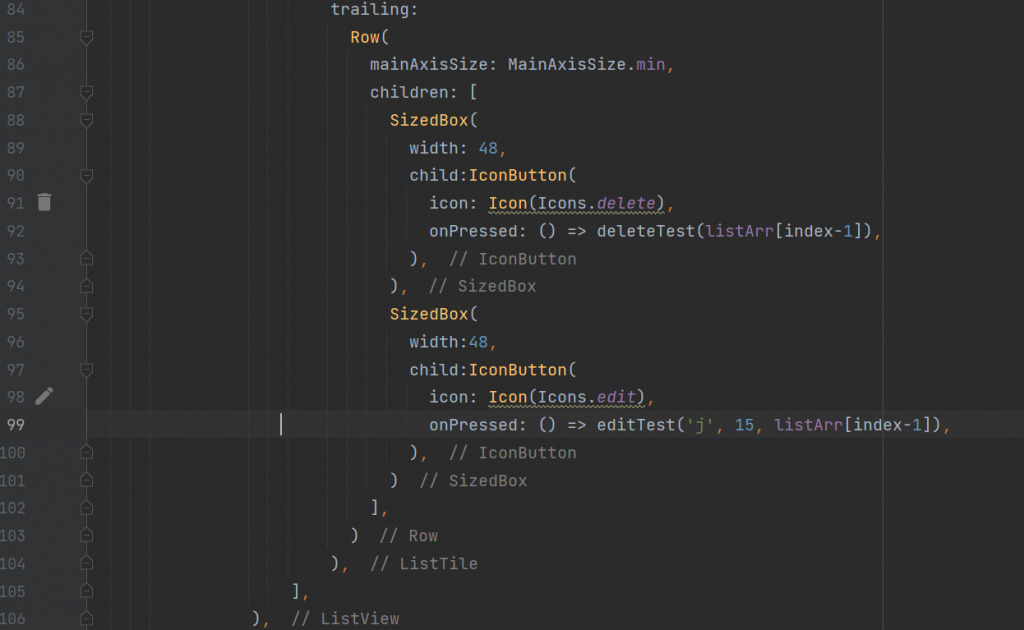 84 trailing:
85 Row(
86 mainAxisSize: MainAxisSize.min,
87 children: [
88 SizedBox(
89 width: 48,
90 child:IconButton(
91 icon: Icon(Icons.delete),
92 onPressed: () => deleteTest(listArr[index-1]),
93 ), // IconButton
94 ), // SizedBox
95 SizedBox(
96 width:48,
97 child:IconButton(
98 icon: Icon(Icons.edit),
99 onPressed: () => editTest('j', 15, listArr[index-1]),
100 ), // IconButton
101 ) // SizedBox
102 ],
103 ) // Row
104 ), // ListTile
105 ],
106 ), // ListView